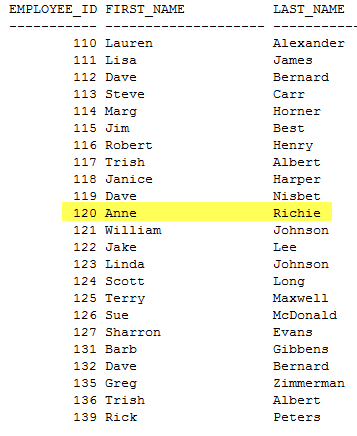 EMPLOYEE_ID FIRST_NAME           LAST_NAME
----------- -------------------- ----------
        110 Lauren               Alexander
        111 Lisa                 James
        112 Dave                 Bernard
        113 Steve                Carr
        114 Marg                 Horner
        115 Jim                  Best
        116 Robert               Henry
        117 Trish                Albert
        118 Janice               Harper
        119 Dave                 Nisbet
        120 Anne                 Richie
        121 William              Johnson
        122 Jake                 Lee
        123 Linda                Johnson
        124 Scott                Long
        125 Terry                Maxwell
        126 Sue                  McDonald
        127 Sharron              Evans
        131 Barb                 Gibbens
        132 Dave                 Bernard
        135 Greg                 Zimmerman
        136 Trish                Albert
        139 Rick                 Peters